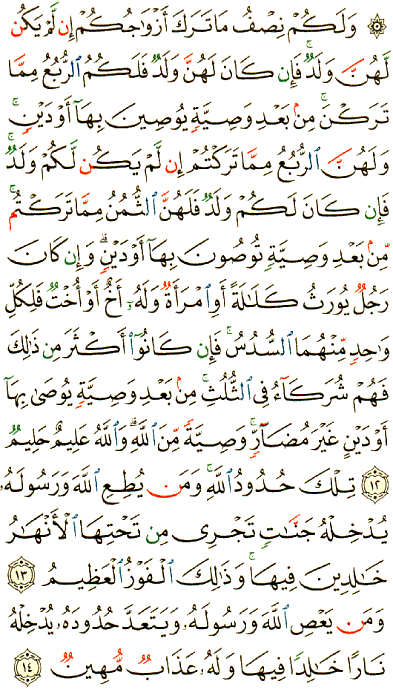 ۞ وَلَكُمْ نِصْفُ مَا تَرَكَ أَزْوَٰجُكُمْ إِن لَّمْ يَكُن
لَّهُنَّ وَلَدٌۚ فَإِن كَانَ لَهُنَّ وَلَدٌ فَلَكُمُ ٱلرُّبُعُ مِمَّا
تَرَكْنَۚ مِنۢ بَعْدِ وَصِيَّةٍ يُوصِينَ بِهَآ أَوْ دَيْنٍۚ
وَلَهُنَّ ٱلرُّبُعُ مِمَّا تَرَكْتُمْ إِن لَّمْ يَكُن لَّكُمْ وَلَدٌۚ
فَإِن كَانَ لَكُمْ وَلَدٌ فَلَهُنَّ ٱلثُّمُنُ مِمَّا تَرَكْتُم
مِّنۢ بَعْدِ وَصِيَّةٍ تُوصُونَ بِهَآ أَوْ دَيْنٍۗ وَإِن كَانَ
رَجُلٌ يُورَثُ كَلَٰلَةً أَوِ ٱمْرَأَةٌ وَلَهُۥٓ أَخٌ أَوْ أُخْتٌ فَلِكُلِّ
وَٰحِدٍ مِّنْهُمَا ٱلسُّدُسُۚ فَإِن كَانُوٓا۟ أَكْثَرَ مِن ذَٰلِكَ
فَهُمْ شُرَكَآءُ فِى ٱلثُّلُثِۚ مِنۢ بَعْدِ وَصِيَّةٍ يُوصَىٰ بِهَآ
أَوْ دَيْنٍ غَيْرَ مُضَآرٍّۚ وَصِيَّةً مِّنَ ٱللَّهِۗ وَٱللَّهُ عَلِيمٌ حَلِيمٌ
١٢ تِلْكَ حُدُودُ ٱللَّهِۚ وَمَن يُطِعِ ٱللَّهَ وَرَسُولَهُۥ
يُدْخِلْهُ جَنَّٰتٍ تَجْرِى مِن تَحْتِهَا ٱلْأَنْهَٰرُ
خَٰلِدِينَ فِيهَاۚ وَذَٰلِكَ ٱلْفَوْزُ ٱلْعَظِيمُ ١٣
وَمَن يَعْصِ ٱللَّهَ وَرَسُولَهُۥ وَيَتَعَدَّ حُدُودَهُۥ يُدْخِلْهُ
نَارًا خَٰلِدًا فِيهَا وَلَهُۥ عَذَابٌ مُّهِينٌ ١٤